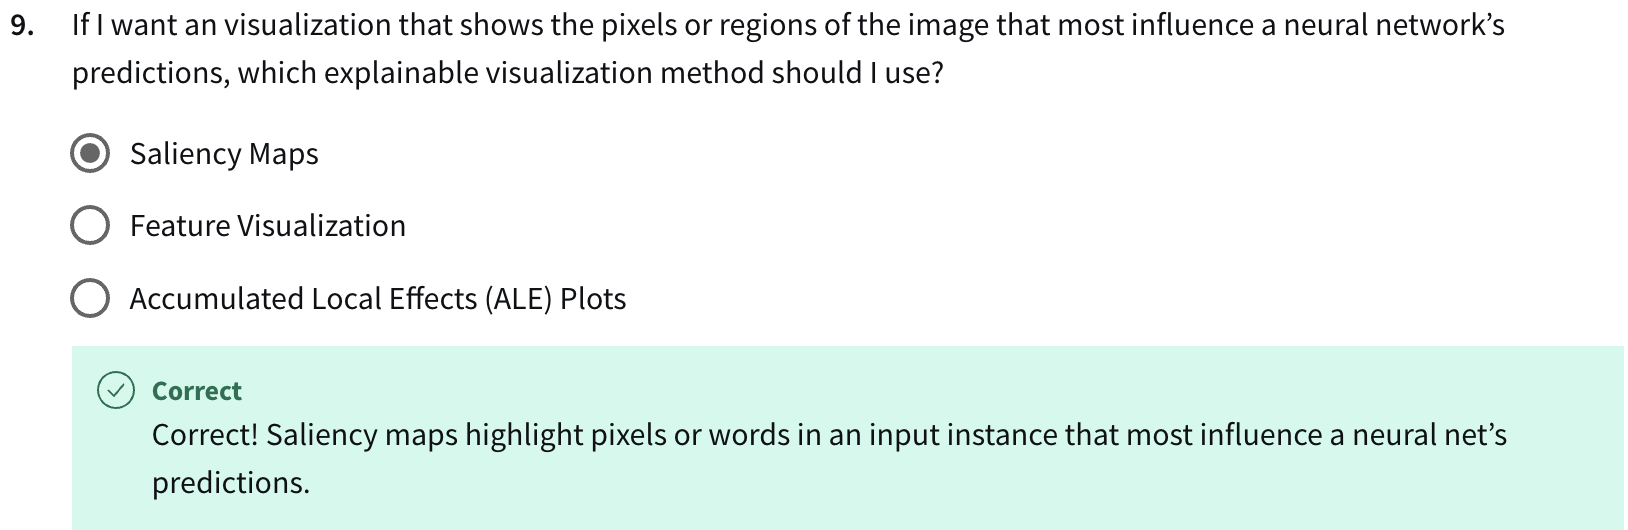 9. If I want an visualization that shows the pixels or regions of the image that most influence a neural network’s
predictions, which explainable visualization method should I use?
Saliency Maps
Feature Visualization
Accumulated Local Effects (ALE) Plots
Correct
Correct! Saliency maps highlight pixels or words in an input instance that most influence a neural net’s
predictions.